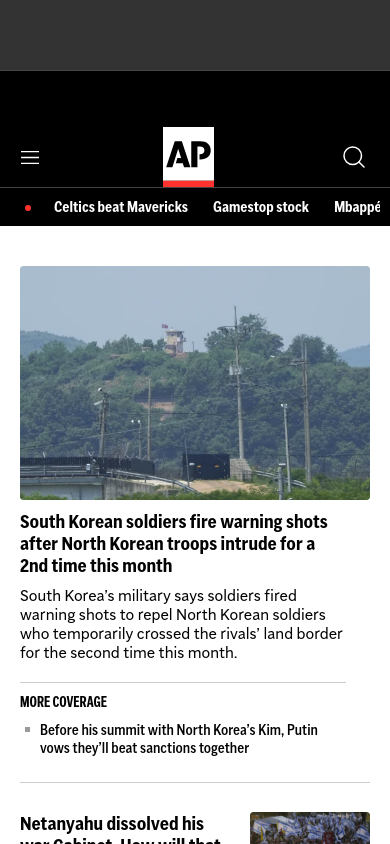 AP
Celtics beat Mavericks Gamestop stock Mbappé
South Korean soldiers fire warning shots
after North Korean troops intrude for a
2nd time this month
South Korea's military says soldiers fired
warning shots to repel North Korean soldiers
who temporarily crossed the rivals' land border
for the second time this month.
MORE COVERAGE
Before his summit with North Korea's Kim, Putin
vows they'll beat sanctions together
Netanyahu dissolved his
war Cabinet. How will that